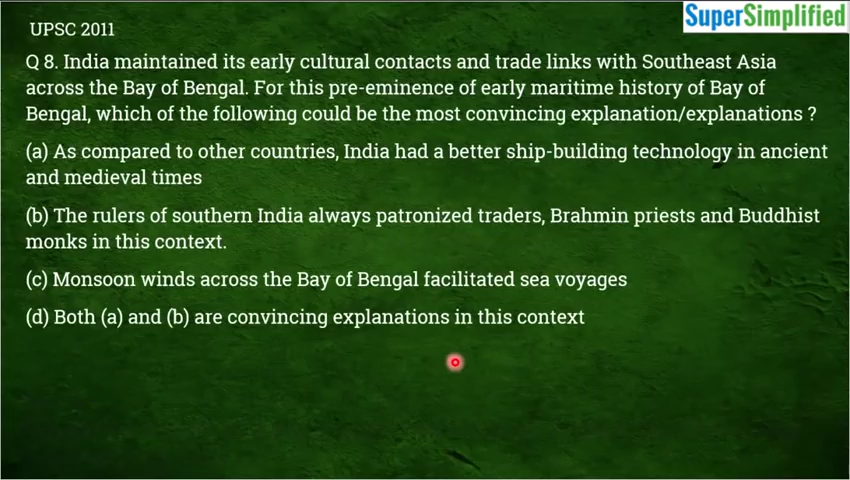 SuperSimplified
UPSC 2011
Q 8. India maintained its early cultural contacts and trade links with Southeast Asia
across the Bay of Bengal. For this pre-eminence of early maritime history of Bay of
Bengal, which of the following could be the most convincing explanation/explanations ?
(a) As compared to other countries, India had a better ship-building technology in ancient
and medieval times
(b) The rulers of southern India always patronized traders, Brahmin priests and Buddhist
monks in this context.
(c) Monsoon winds across the Bay of Bengal facilitated sea voyages
(d) Both (a) and (b) are convincing explanations in this context